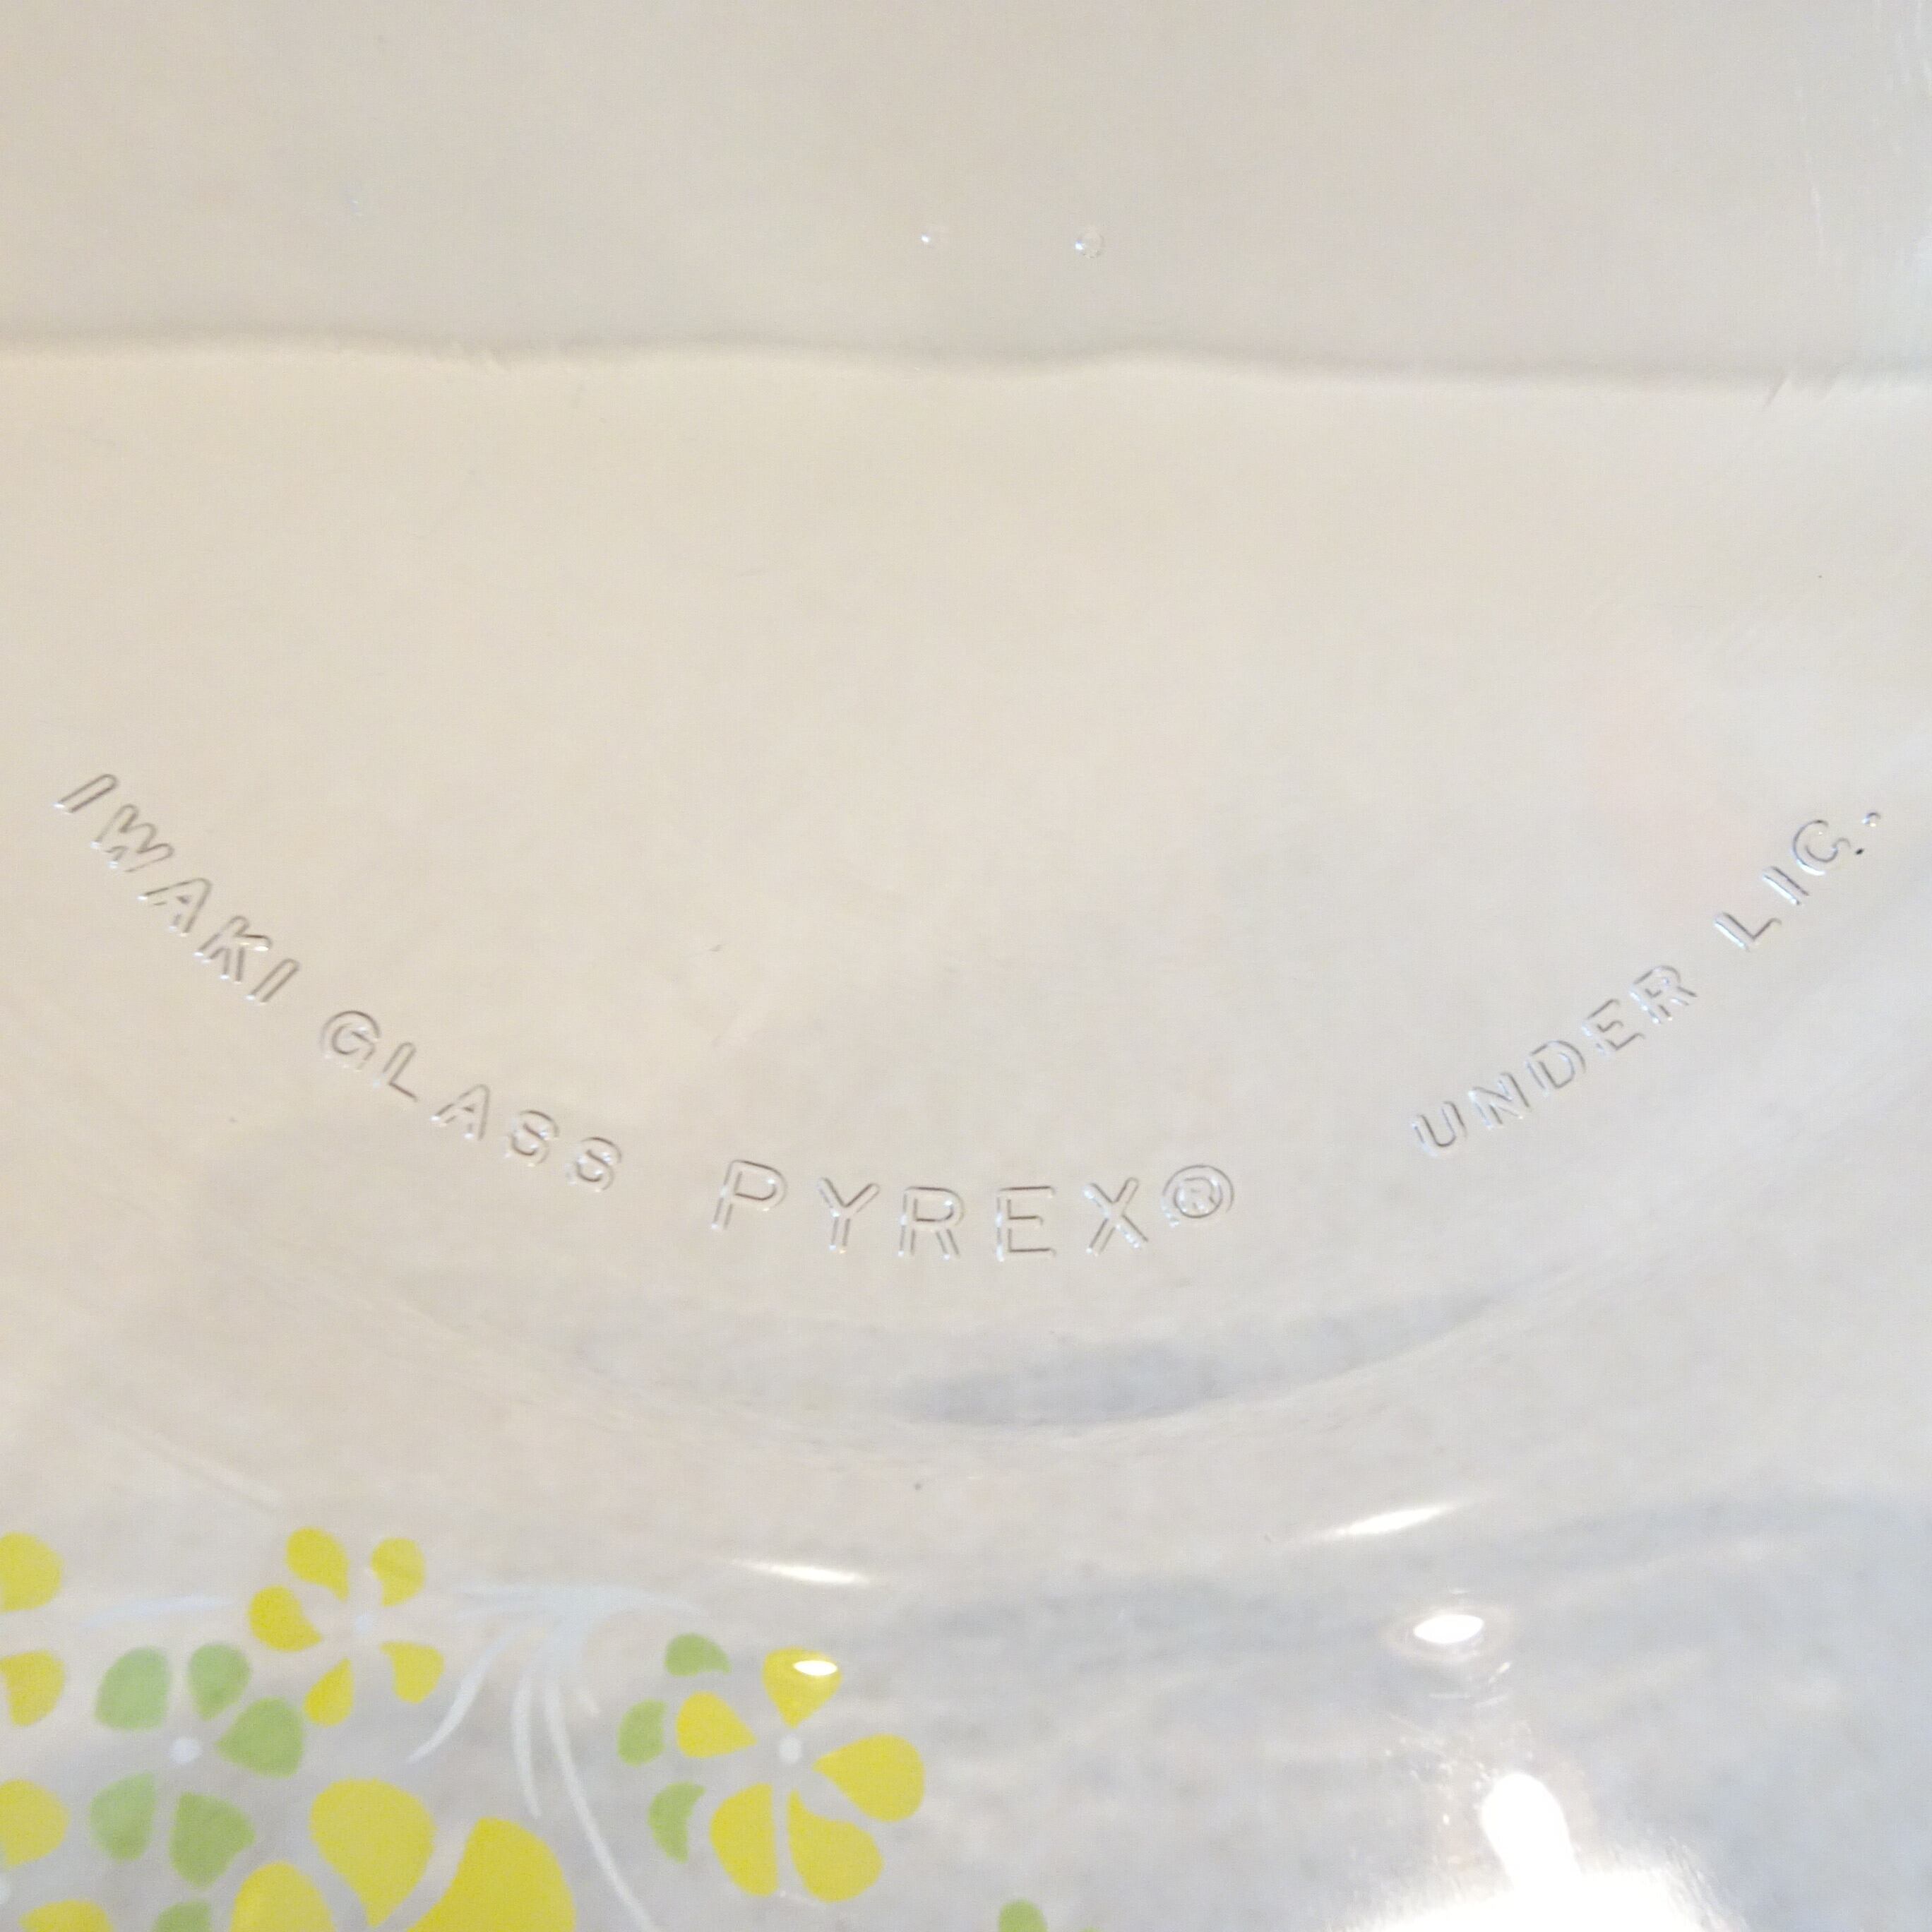 IWAKI GLASS PYREX® UNDER LIC.